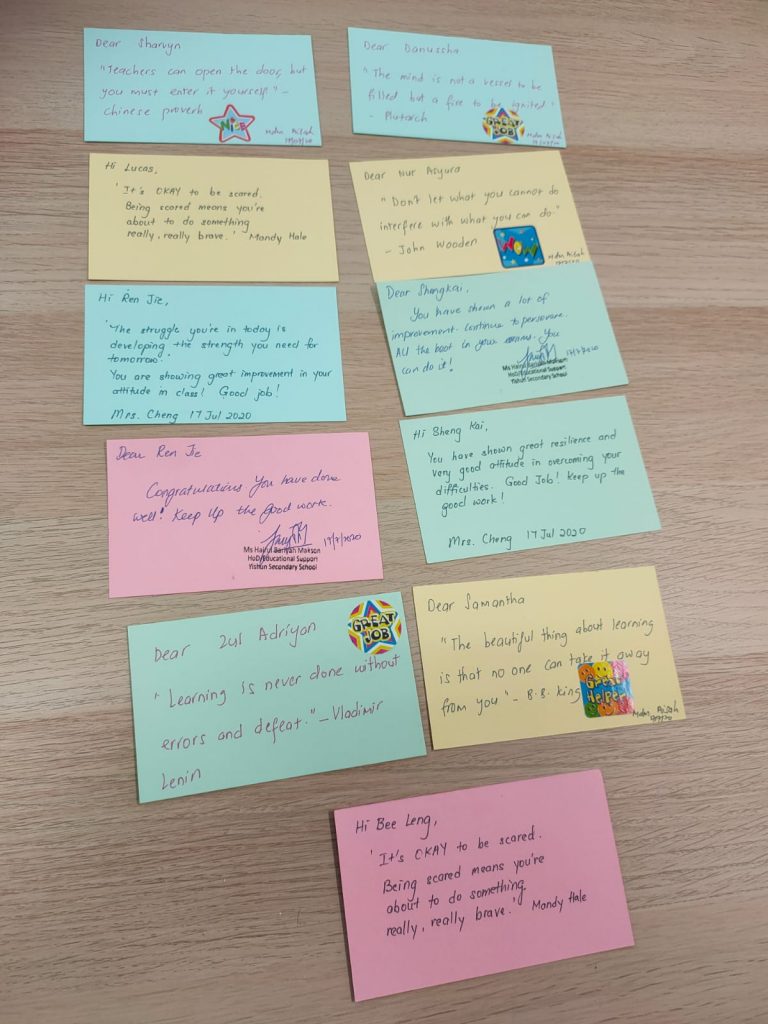 Dear Sharvyn
"Teachers can open the door, but
you must enter it yourself" –
Chinese proverb
NiCE
Mdm Aisah
17/07/20
Dear Danussha
"The mind is not a vessel to be
filled but a fire to be ignited"
- Plutarch
GREAT
JOB
Mdm Aisah
17/07/20
Hi Lucas,
'It's OKAY to be scared.
Being scared means you're
about to do something
really, really brave.' Mandy Hale
Dear Nur Asyura
"Don't let what you cannot do
interfere with what you can do."
- John Wooden
WOW
Mdm Aisah
Hi Ren Jie,
'The struggle you're in today is
developing the strength you need for
tomorrow.'
You are showing great improvement in your
attitude in class! Good job!
Mrs. Cheng 17 Jul 2020
Dear Shengkai,
You have shown a lot of
improvement. Continue to persevere.
All the best in your exams. You
can do it!
17/7/2020
Ms Hairul Bariyah Makson
HoD/Educational Support
Yishun Secondary School
Dear Ren Jie
Congratulations You have done
well! Keep up the good work.
17/7/2020
Ms Hairul Bariyah Makson
HoD/Educational Support
Yishun Secondary School
Hi Sheng Kai,
You have shown great resilience and
very good attitude in overcoming your
difficulties. Good Job! Keep up the
good work!
Mrs. Cheng 17 Jul 2020
Dear Zul Adriyan
GREAT
JOB
"Learning is never done without
errors and defeat." – Vladimir
Lenin
Dear Samantha
"The beautiful thing about learning
is that no one can take it away
from you" - B.B. King
Great
Helper
Mdm Aisah
17/7/20
Hi Bee Leng,
'It's OKAY to be scared.
Being scared means you're
about to do something
really, really brave.' Mandy Hale